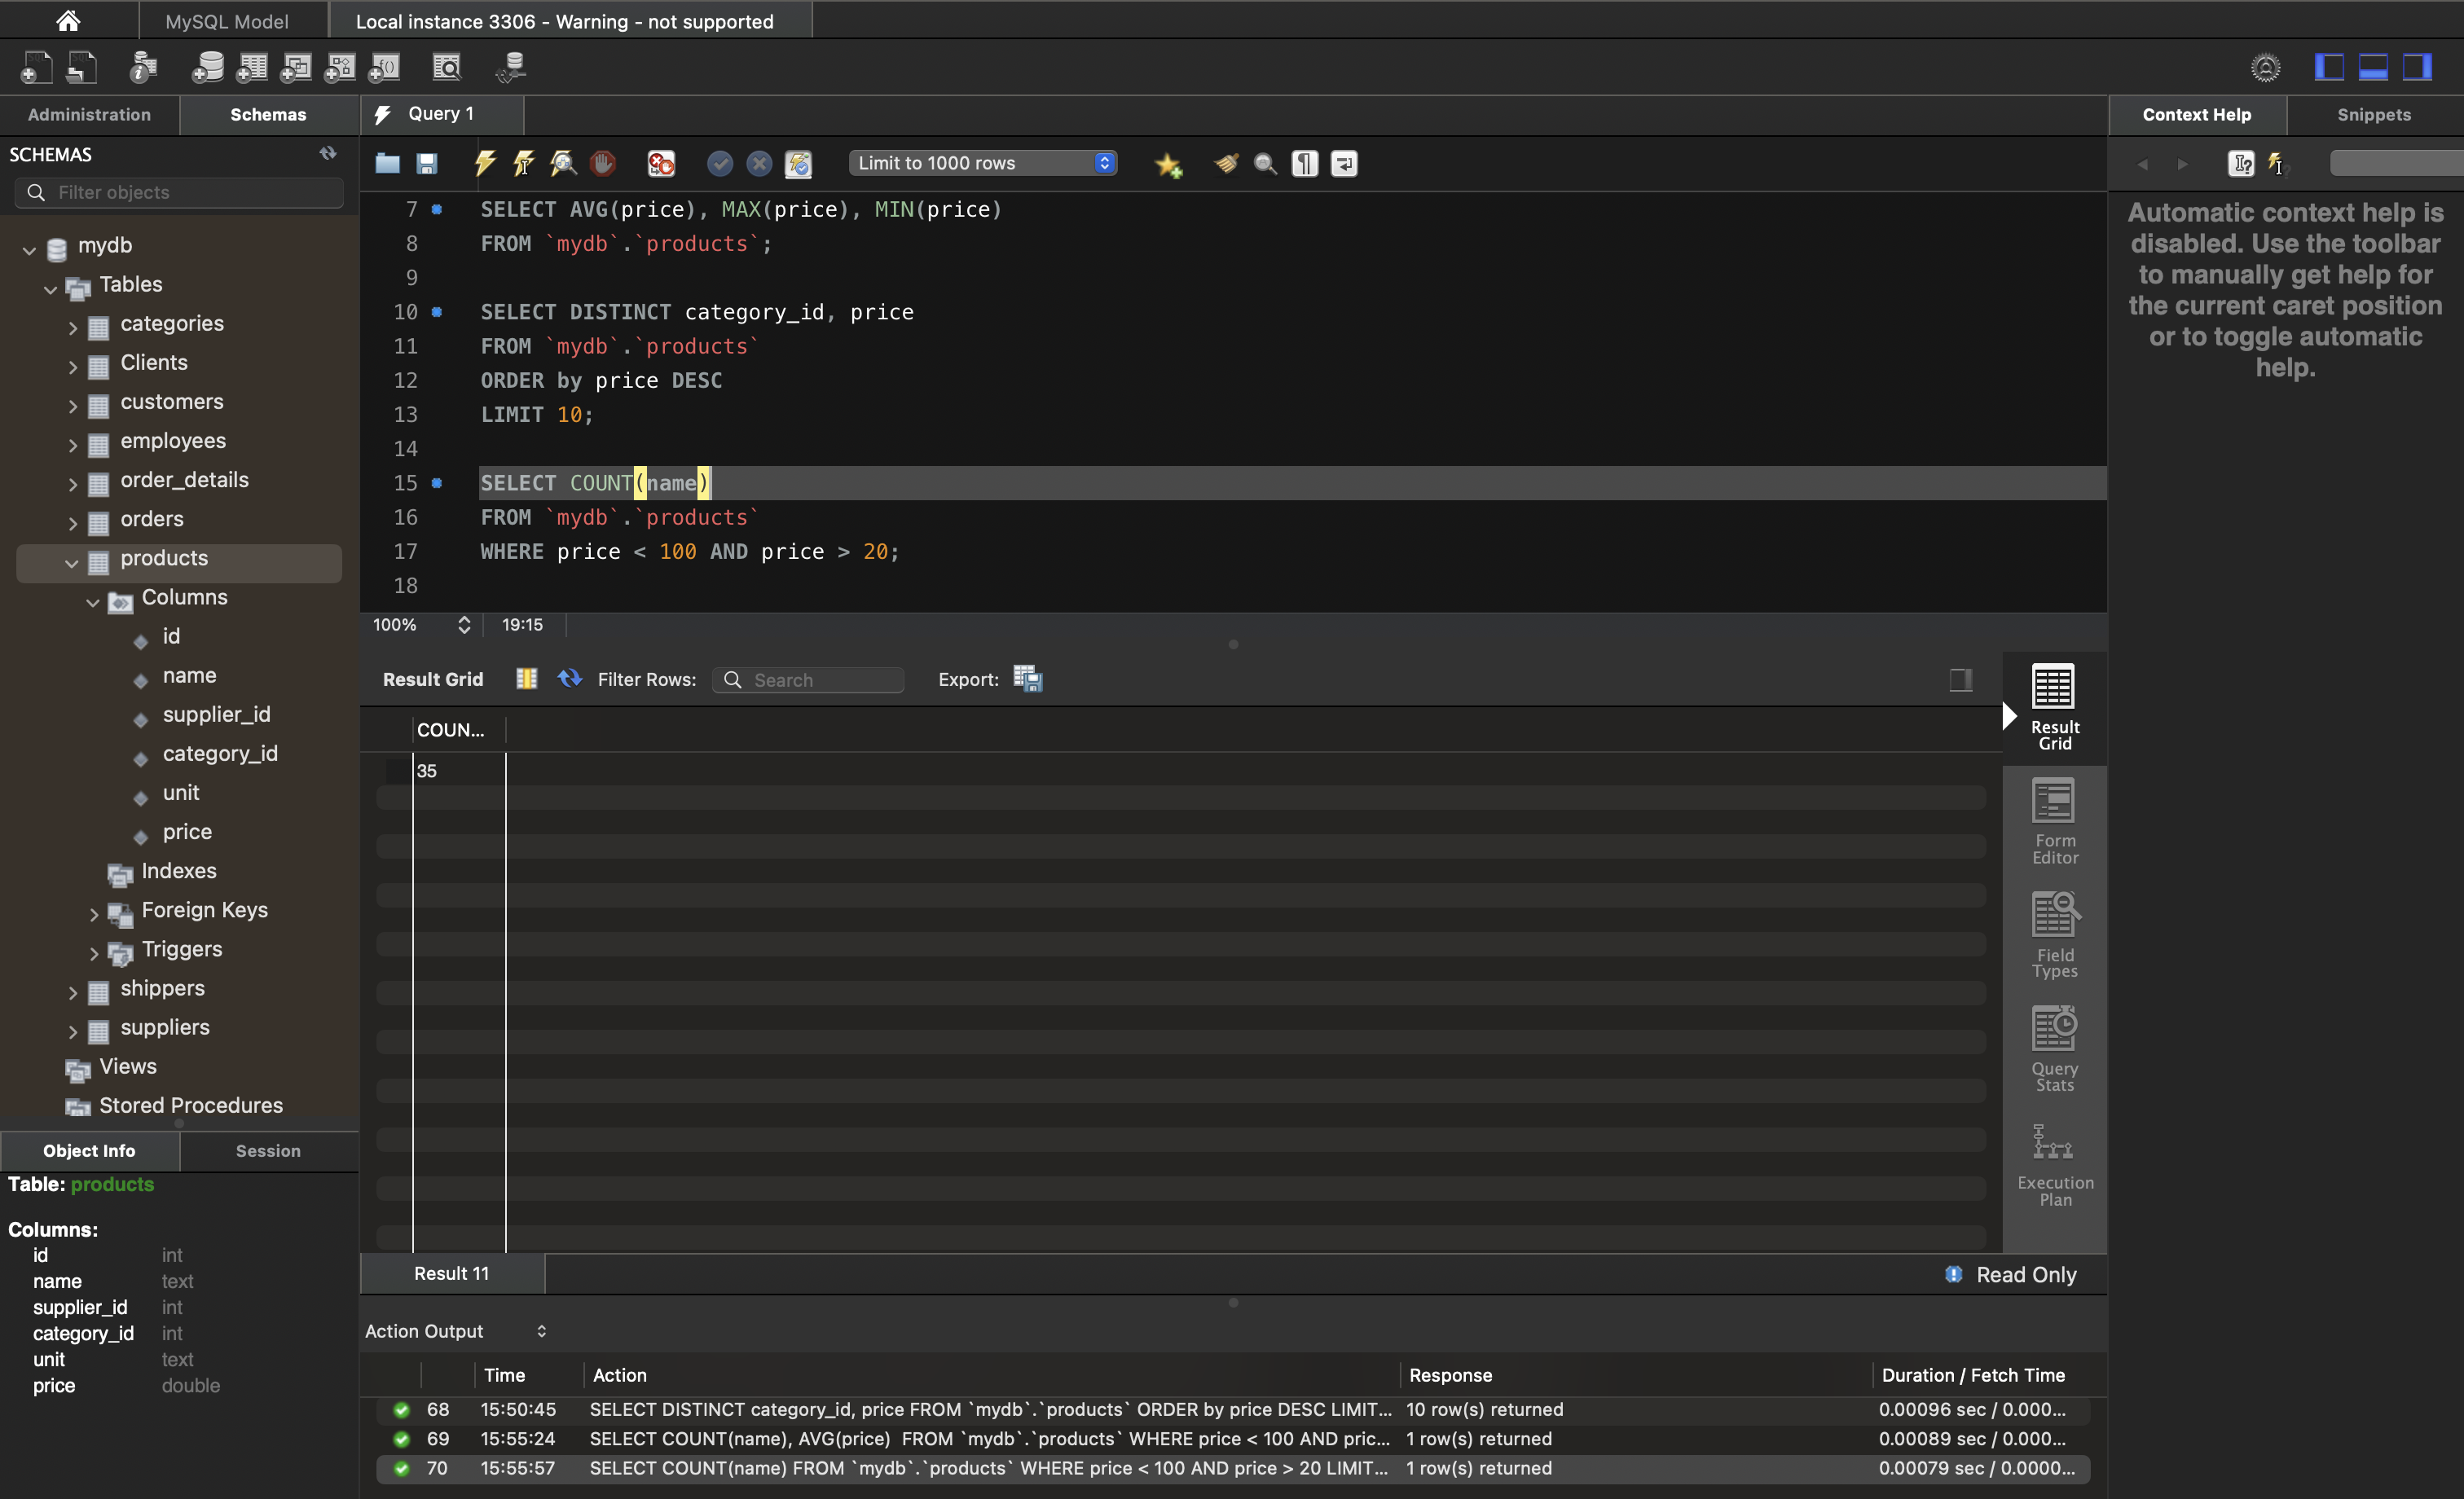 MySQL Model
Local instance 3306 - Warning - not supported
Administration
Schemas
Query 1
Context Help
Snippets
SCHEMAS
Filter objects
Limit to 1000 rows
mydb
Tables
categories
Clients
customers
employees
order_details
orders
products
Columns
id
name
supplier_id
category_id
unit
price
Indexes
Foreign Keys
Triggers
shippers
suppliers
Views
Stored Procedures
7 SELECT AVG(price), MAX(price), MIN(price)
8 FROM `mydb`.`products`;
9
10 SELECT DISTINCT category_id, price
11 FROM `mydb`.`products`
12 ORDER by price DESC
13 LIMIT 10;
14
15 SELECT COUNT(name)
16 FROM `mydb`.`products`
17 WHERE price < 100 AND price > 20;
18
100%
19:15
Automatic context help is
disabled. Use the toolbar
to manually get help for
the current caret position
or to toggle automatic
help.
Result Grid
Filter Rows:
Search
Export:
COUN...
35
Result
Grid
Form
Editor
Field
Types
Query
Stats
Execution
Plan
Result 11
Read Only
Object Info
Session
Table: products
Columns:
id int
name text
supplier_id int
category_id int
unit text
price double
Action Output
Time Action Response Duration / Fetch Time
68 15:50:45 SELECT DISTINCT category_id, price FROM `mydb`.`products` ORDER by price DESC LIMIT... 10 row(s) returned 0.00096 sec / 0.000...
69 15:55:24 SELECT COUNT(name), AVG(price) FROM `mydb`.`products` WHERE price < 100 AND pric... 1 row(s) returned 0.00089 sec / 0.000...
70 15:55:57 SELECT COUNT(name) FROM `mydb`.`products` WHERE price < 100 AND price > 20 LIMIT... 1 row(s) returned 0.00079 sec / 0.0000...